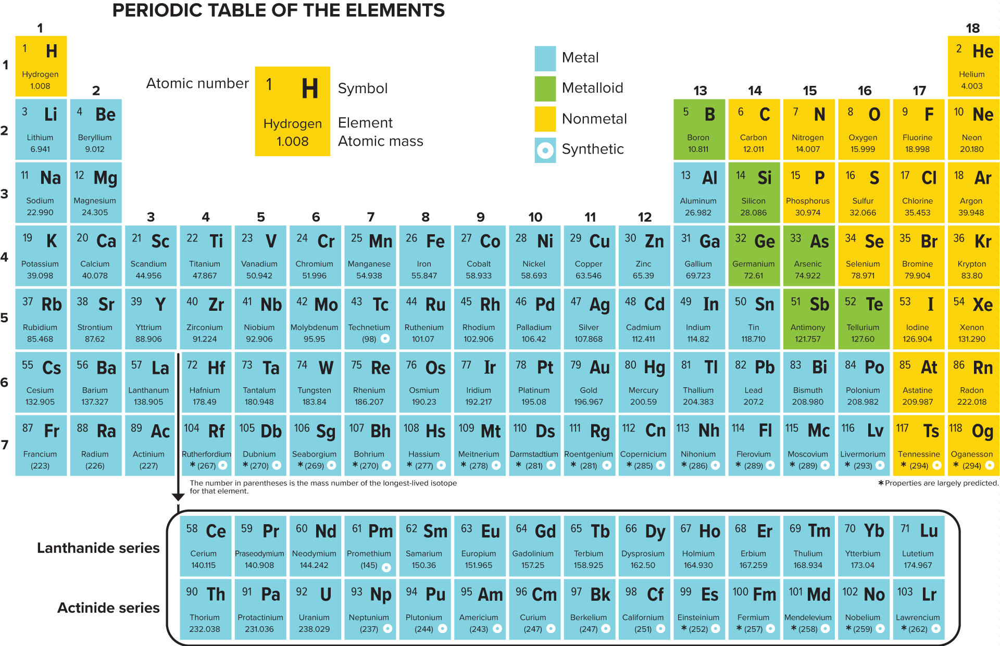 PERIODIC TABLE OF THE ELEMENTS
1 18
Atomic number
1 H
Hydrogen
1.008
Symbol
Element
Atomic mass
Metal
Metalloid
Nonmetal
Synthetic
1
1 H
Hydrogen
1.008
2 He
Helium
4.003
2 13 14 15 16 17
2
3 Li 4 Be 5 B 6 C 7 N 8 O 9 F 10 Ne
Lithium Beryllium Boron Carbon Nitrogen Oxygen Fluorine Neon
6.941 9.012 10.811 12.011 14.007 15.999 18.998 20.180
3
11 Na 12 Mg 13 Al 14 Si 15 P 16 S 17 Cl 18 Ar
Sodium Magnesium Aluminum Silicon Phosphorus Sulfur Chlorine Argon
22.990 24.305 26.982 28.086 30.974 32.066 35.453 39.948
3 4 5 6 7 8 9 10 11 12
4
19 K 20 Ca 21 Sc 22 Ti 23 V 24 Cr 25 Mn 26 Fe 27 Co 28 Ni 29 Cu 30 Zn 31 Ga 32 Ge 33 As 34 Se 35 Br 36 Kr
Potassium Calcium Scandium Titanium Vanadium Chromium Manganese Iron Cobalt Nickel Copper Zinc Gallium Germanium Arsenic Selenium Bromine Krypton
39.098 40.078 44.956 47.867 50.942 51.996 54.938 55.847 58.933 58.693 63.546 65.39 69.723 72.61 74.922 78.971 79.904 83.80
5
37 Rb 38 Sr 39 Y 40 Zr 41 Nb 42 Mo 43 Tc 44 Ru 45 Rh 46 Pd 47 Ag 48 Cd 49 In 50 Sn 51 Sb 52 Te 53 I 54 Xe
Rubidium Strontium Yttrium Zirconium Niobium Molybdenum Technetium Ruthenium Rhodium Palladium Silver Cadmium Indium Tin Antimony Tellurium Iodine Xenon
85.468 87.62 88.906 91.224 92.906 95.95 (98) 101.07 102.906 106.42 107.868 112.411 114.82 118.710 121.757 127.60 126.904 131.290
6
55 Cs 56 Ba 57 La 72 Hf 73 Ta 74 W 75 Re 76 Os 77 Ir 78 Pt 79 Au 80 Hg 81 Tl 82 Pb 83 Bi 84 Po 85 At 86 Rn
Cesium Barium Lanthanum Hafnium Tantalum Tungsten Rhenium Osmium Iridium Platinum Gold Mercury Thallium Lead Bismuth Polonium Astatine Radon
132.905 137.327 138.905 178.49 180.948 183.84 186.207 190.23 192.217 195.08 196.967 200.59 204.383 207.2 208.980 208.982 209.987 222.018
7
87 Fr 88 Ra 89 Ac 104 Rf 105 Db 106 Sg 107 Bh 108 Hs 109 Mt 110 Ds 111 Rg 112 Cn 113 Nh 114 Fl 115 Mc 116 Lv 117 Ts 118 Og
Francium Radium Actinium Rutherfordium Dubnium Seaborgium Bohrium Hassium Meitnerium Darmstadtium Roentgenium Copernicium Nihonium Flerovium Moscovium Livermorium Tennessine Oganesson
(223) (226) (227) * (267) * (270) * (269) * (270) * (277) * (278) * (281) * (281) * (285) * (286) * (289) * (289) * (293) * (294) * (294)
The number in parentheses is the mass number of the longest-lived isotope
for that element.
*Properties are largely predicted.
Lanthanide series
58 Ce 59 Pr 60 Nd 61 Pm 62 Sm 63 Eu 64 Gd 65 Tb 66 Dy 67 Ho 68 Er 69 Tm 70 Yb 71 Lu
Cerium Praseodymium Neodymium Promethium Samarium Europium Gadolinium Terbium Dysprosium Holmium Erbium Thulium Ytterbium Lutetium
140.115 140.908 144.242 (145) 150.36 151.965 157.25 158.925 162.50 164.930 167.259 168.934 173.04 174.967
Actinide series
90 Th 91 Pa 92 U 93 Np 94 Pu 95 Am 96 Cm 97 Bk 98 Cf 99 Es 100 Fm 101 Md 102 No 103 Lr
Thorium Protactinium Uranium Neptunium Plutonium Americium Curium Berkelium Californium Einsteinium Fermium Mendelevium Nobelium Lawrencium
232.038 231.036 238.029 (237) (244) (243) (247) (247) (251) * (252) * (257) * (258) * (259) * (262)